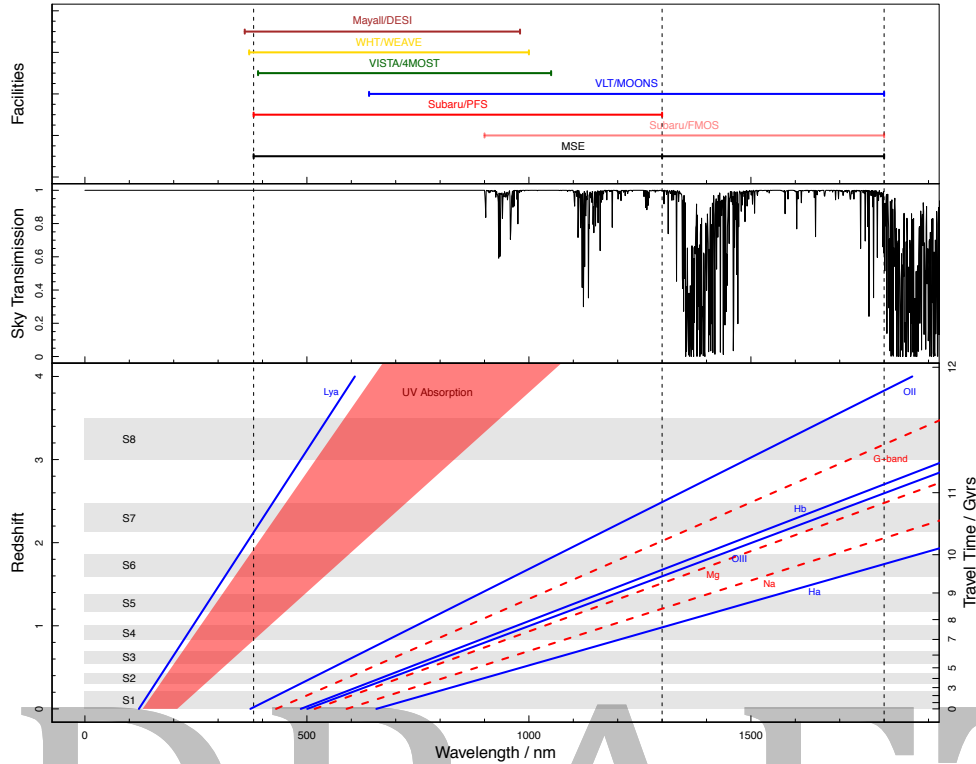 Facilities
Mayall/DESI
WHT/WEAVE
VISTA/4MOST
VLT/MOONS
Subaru/PFS
Subaru/FMOS
MSE
Sky Transimission
0 0.2 0.4 0.6 0.8 1
Redshift
0 1 2 3 4
Travel Time / Gyrs
0 3 5 7 8 9 10 11 12
Lya
UV Absorption
OII
S8
G-band
S7
Hb
S6
OIII
Mg
Na
Ha
S5
S4
S3
S2
S1
0 500 1000 1500
Wavelength / nm
DRAFT